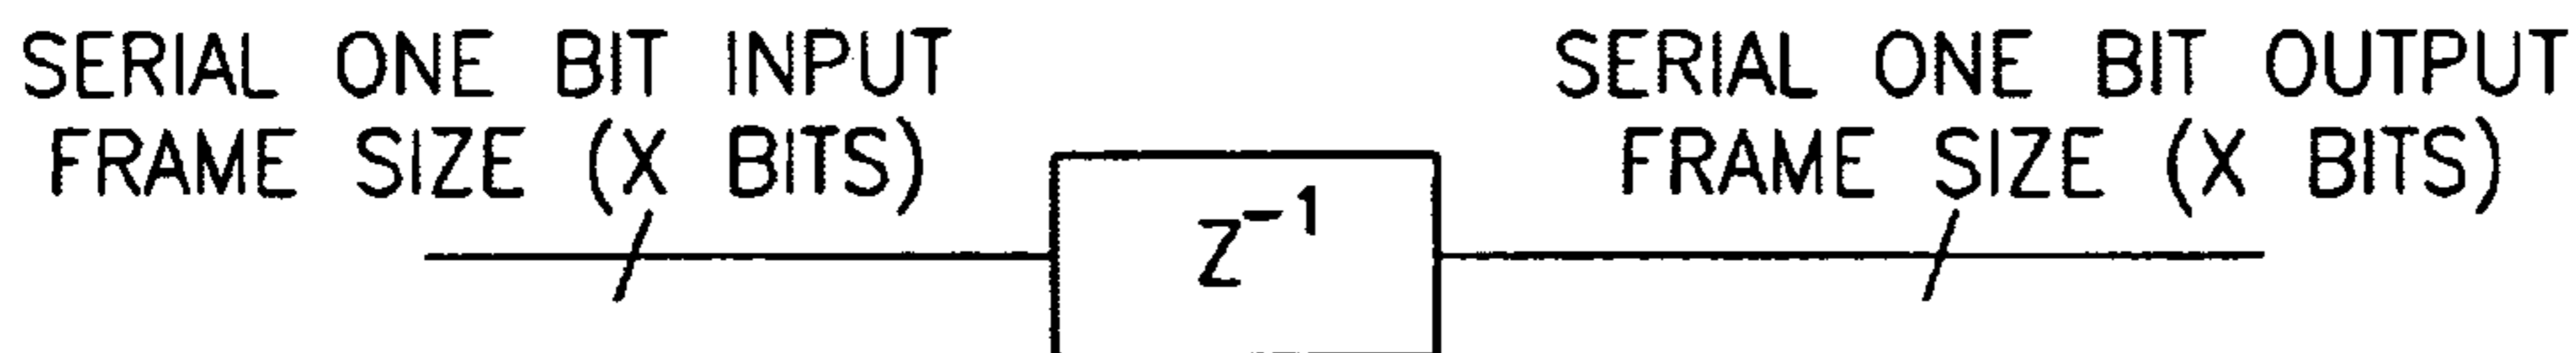 SERIAL ONE BIT INPUT
FRAME SIZE (X BITS)
SERIAL ONE BIT OUTPUT
FRAME SIZE (X BITS)
Z⁻¹